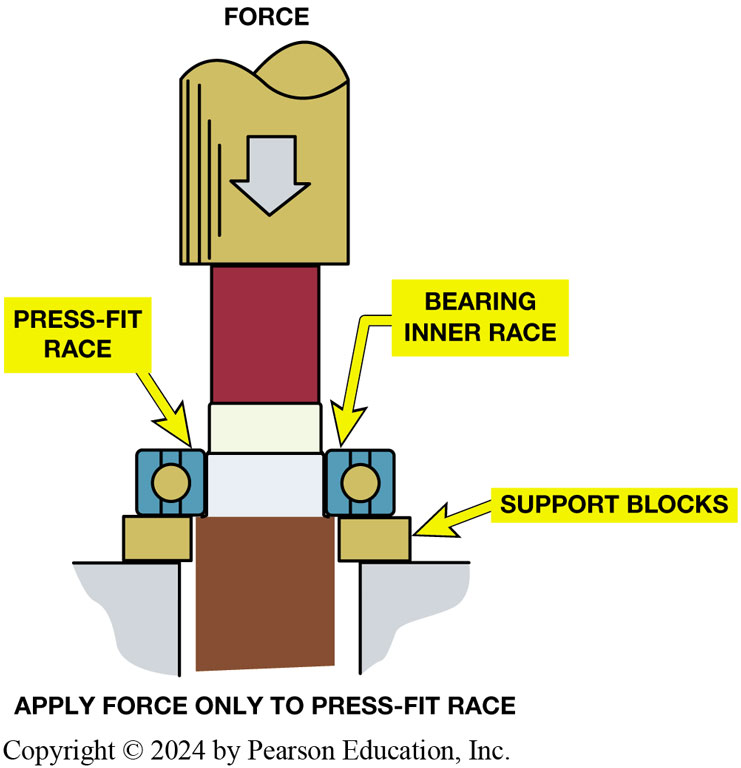 FORCE
PRESS-FIT
RACE
BEARING
INNER RACE
SUPPORT BLOCKS
APPLY FORCE ONLY TO PRESS-FIT RACE
Copyright © 2024 by Pearson Education, Inc.